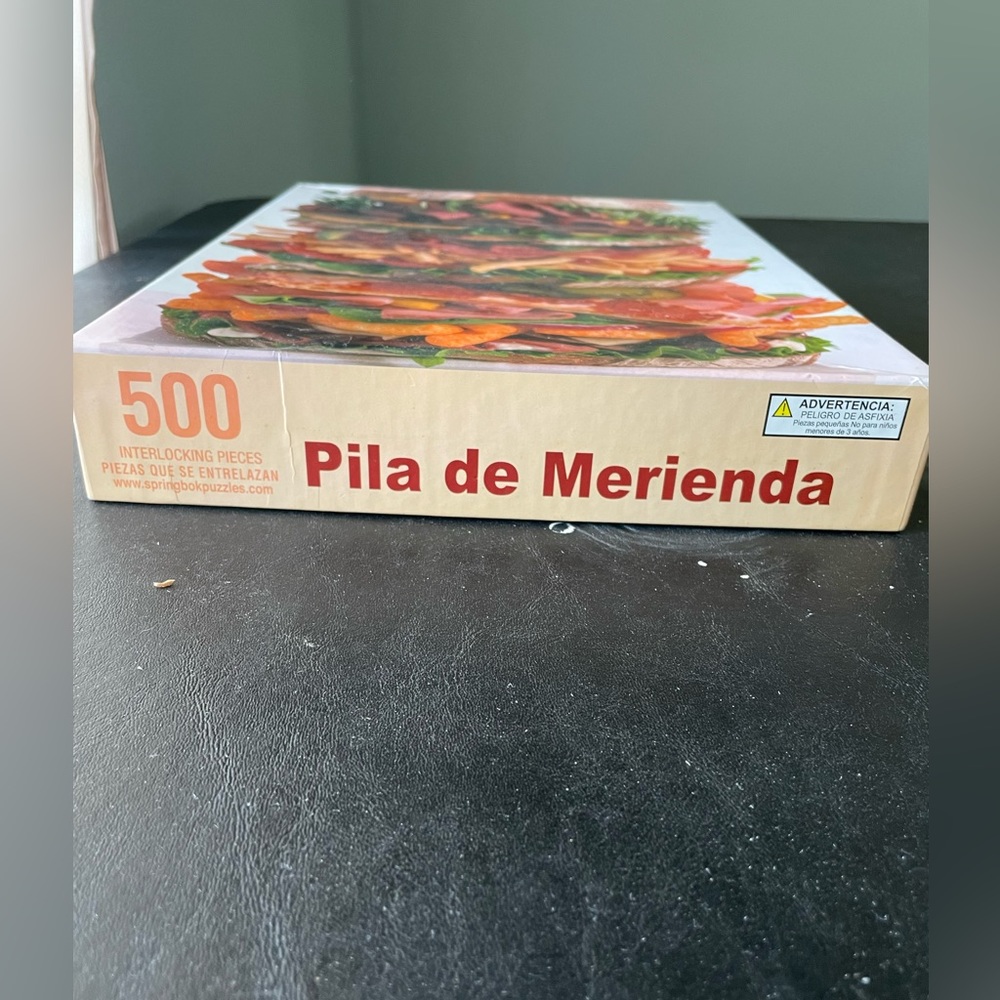 500
INTERLOCKING PIECES
PIEZAS QUE SE ENTRELAZAN
www.springbokpuzzles.com
Pila de Merienda
ADVERTENCIA:
PELIGRO DE ASFIXIA
Piezas pequeñas No para niños
menores de 3 años.